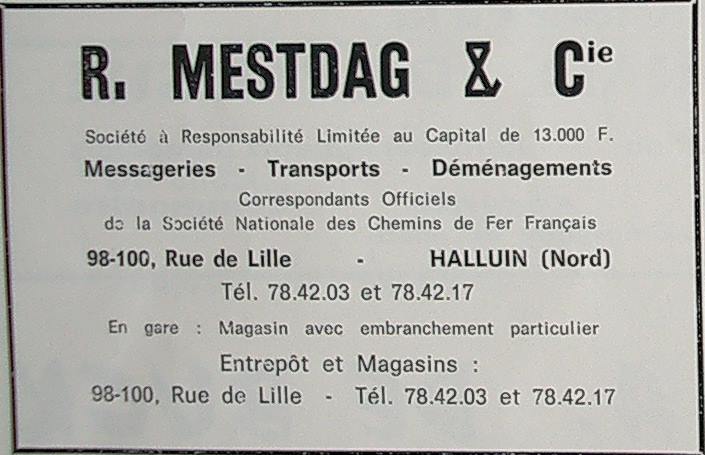 R. MESTDAG & Cie
Société à Responsabilité Limitée au Capital de 13.000 F.
Messageries - Transports - Déménagements
Correspondants Officiels
de la Société Nationale des Chemins de Fer Français
98-100, Rue de Lille - HALLUIN (Nord)
Tél. 78.42.03 et 78.42.17
En gare : Magasin avec embranchement particulier
Entrepôt et Magasins :
98-100, Rue de Lille - Tél. 78.42.03 et 78.42.17